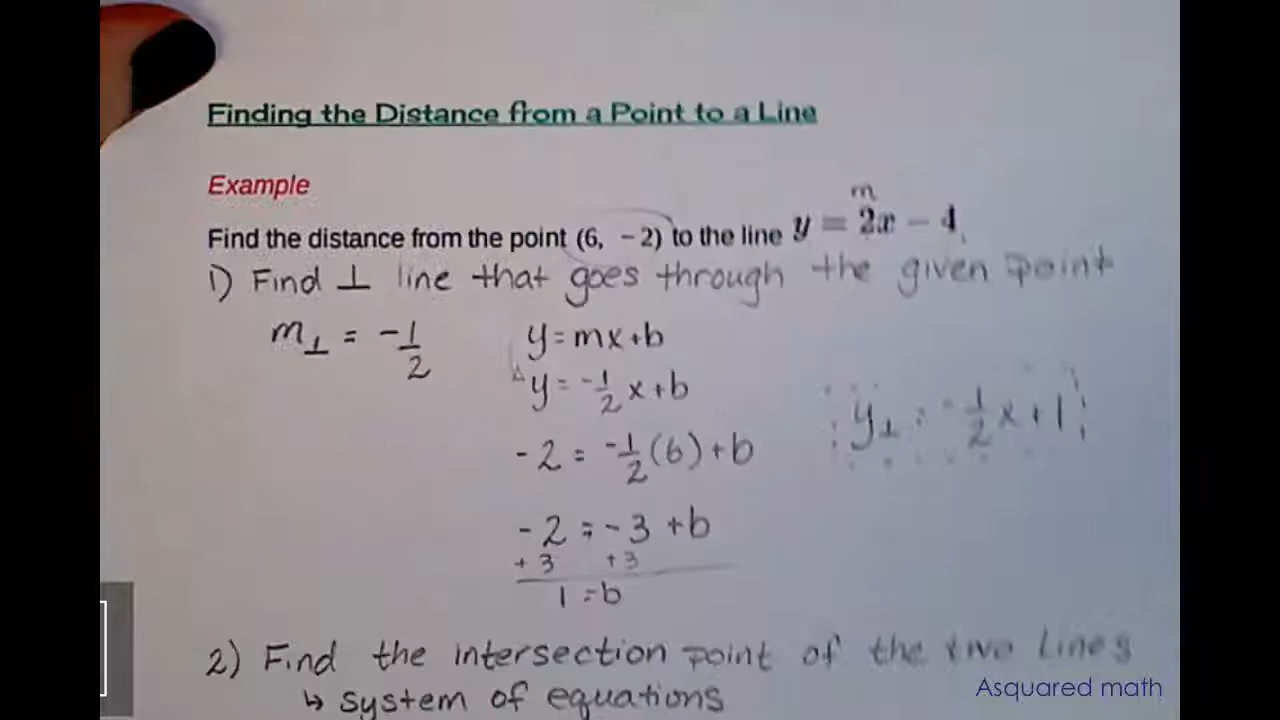 Finding the Distance from a Point to a Line
Example
m
Find the distance from the point (6, −2) to the line y = 2x − 4.
1) Find ⊥ line that goes through the given point
m⊥ = -1/2
y = mx+b
y = -1/2 x+b
-2 = -1/2 (6)+b
-2 = -3 +b
+3 +3
1 = b
y⊥ = -1/2 x+1
2) Find the intersection point of the two lines
↳ system of equations
Asquared math